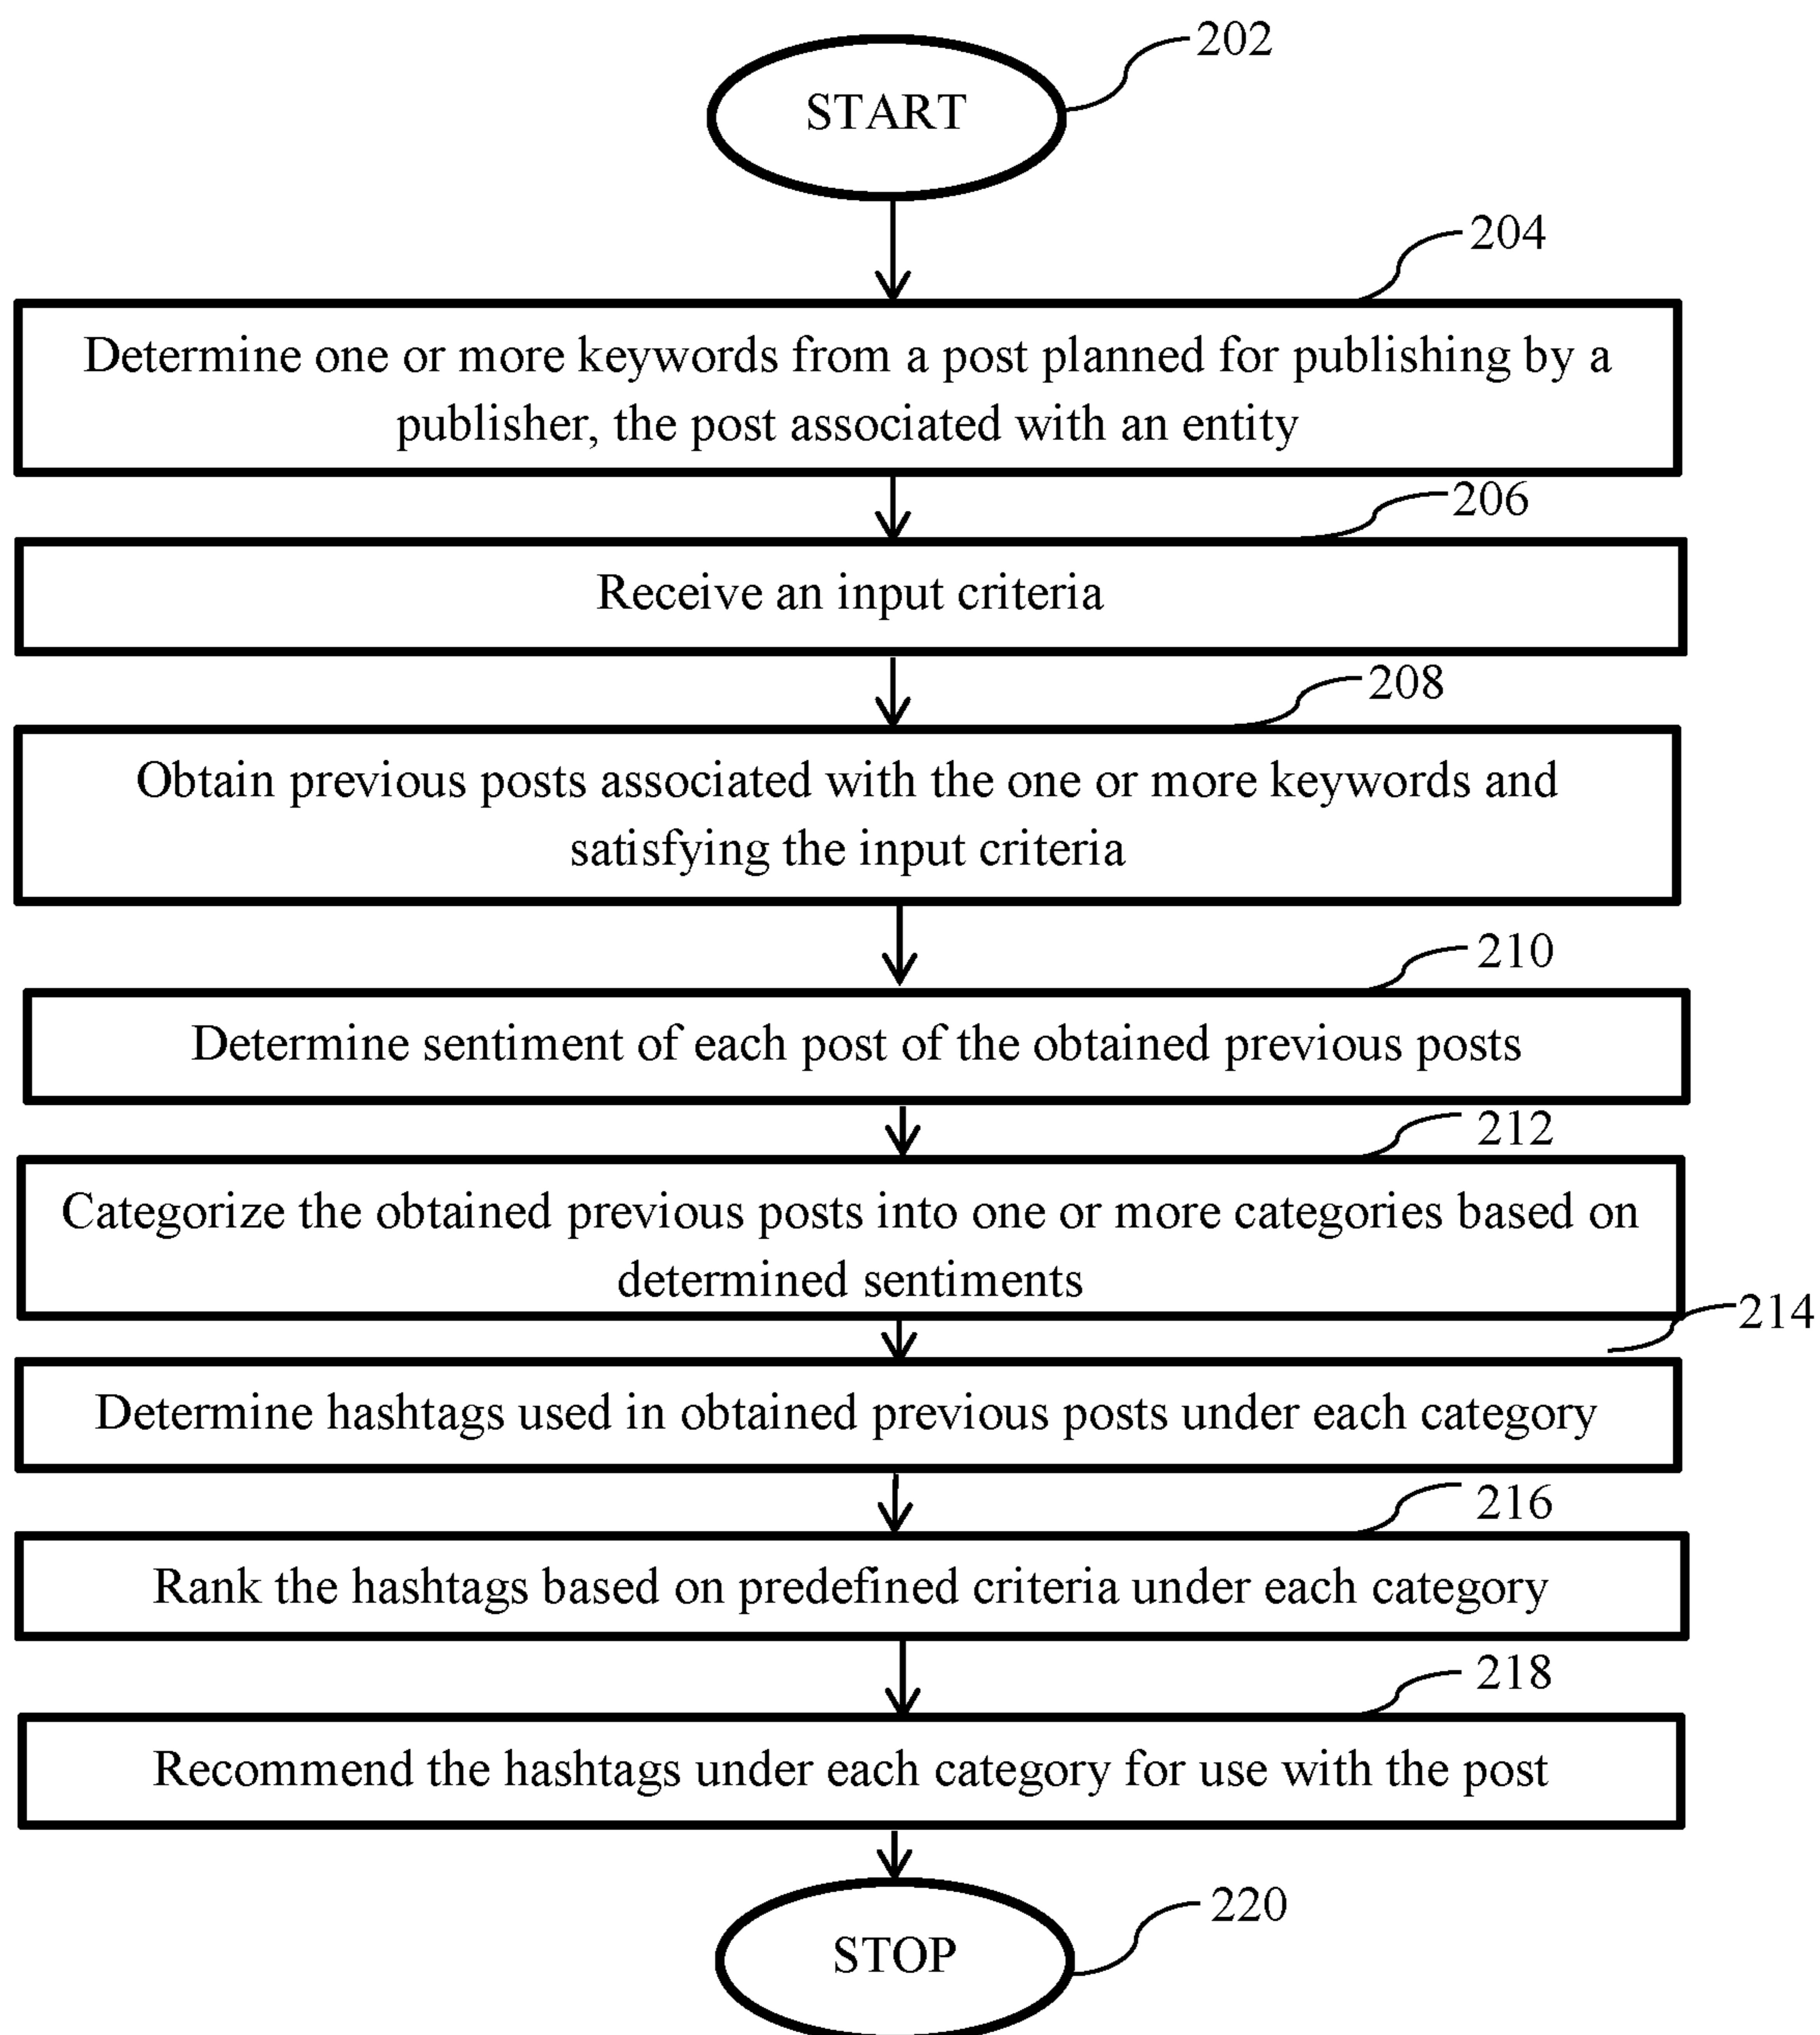 202
START
204
Determine one or more keywords from a post planned for publishing by a
publisher, the post associated with an entity
206
Receive an input criteria
208
Obtain previous posts associated with the one or more keywords and
satisfying the input criteria
210
Determine sentiment of each post of the obtained previous posts
212
Categorize the obtained previous posts into one or more categories based on
determined sentiments
214
Determine hashtags used in obtained previous posts under each category
216
Rank the hashtags based on predefined criteria under each category
218
Recommend the hashtags under each category for use with the post
220
STOP